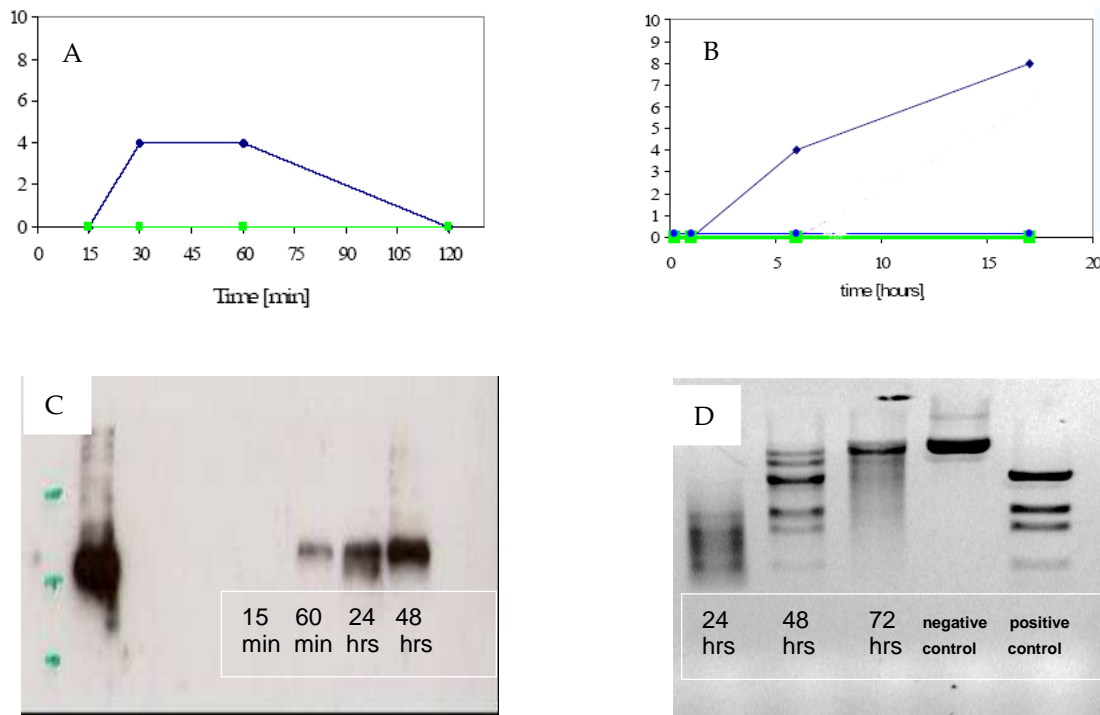 A
10
8
6
4
2
0
0 15 30 45 60 75 90 105 120
Time [min]
B
10
9
8
7
6
5
4
3
2
1
0
0 5 10 15 20
time [hours]
C
15 60 24 48
min min hrs hrs
D
24 48 72 negative positive
hrs hrs hrs control control